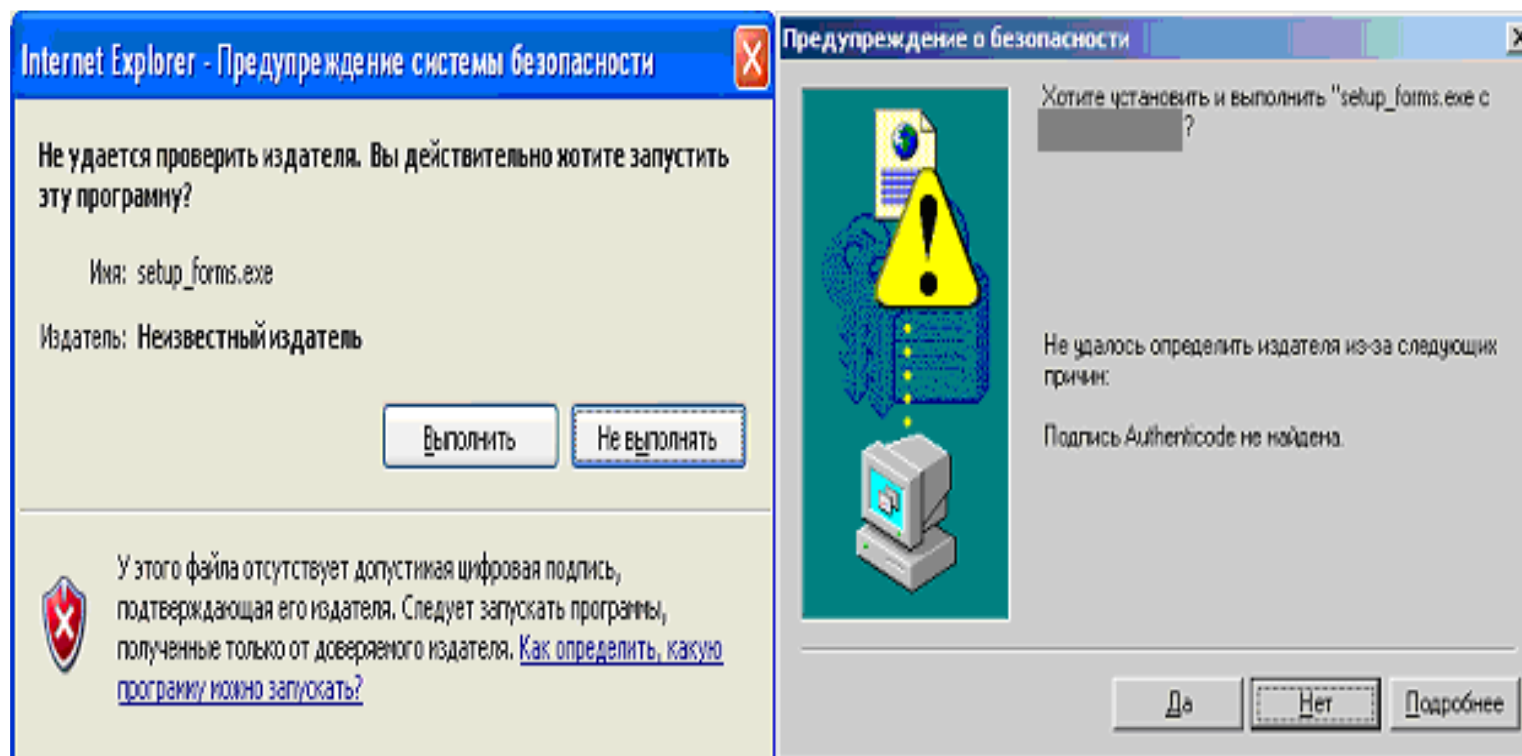 Internet Explorer - Предупреждение системы безопасности
Не удается проверить издателя. Вы действительно хотите запустить
эту программу?
Имя: setup_forms.exe
Издатель: Неизвестный издатель
Выполнить
Не выполнять
У этого файла отсутствует допустимая цифровая подпись,
подтверждающая его издателя. Следует запускать программы,
полученные только от доверяемого издателя. Как определить, какую
программу можно запускать?
Предупреждение о безопасности
Хотите установить и выполнить "setup_forms.exe с
?
Не удалось определить издателя из-за следующих
причин:
Подпись Authenticode не найдена.
Да
Нет
Подробнее